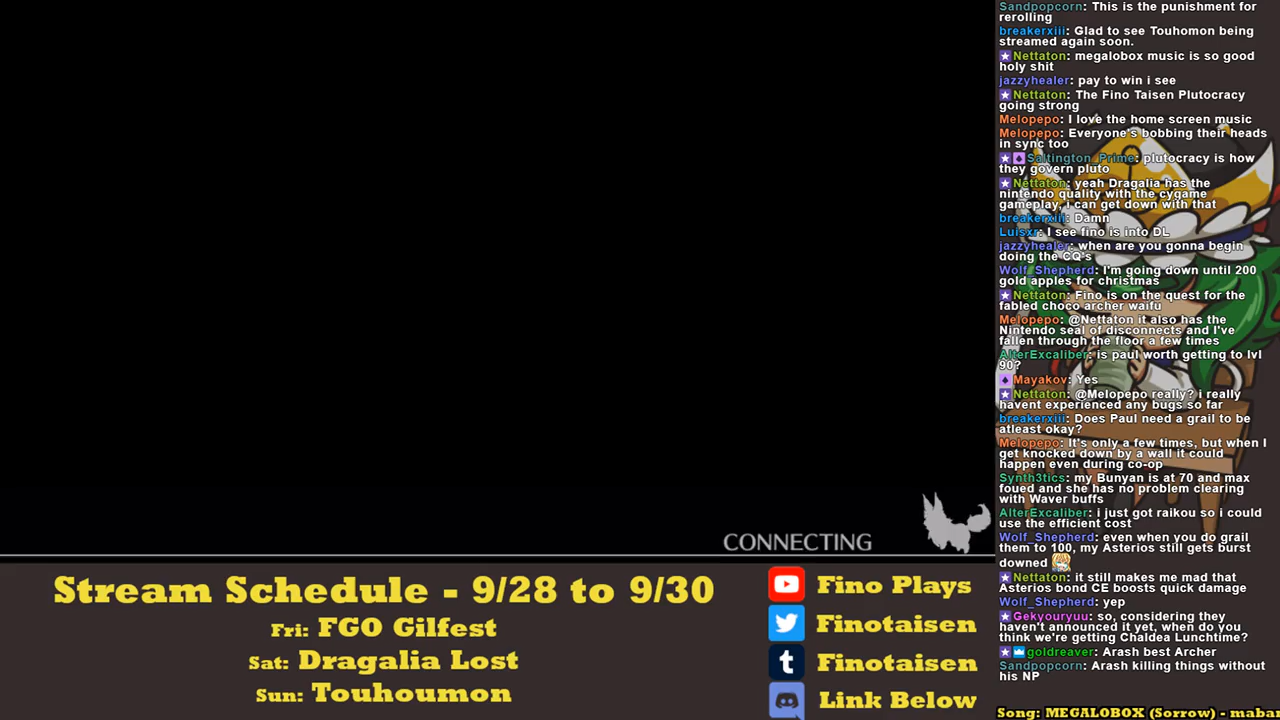 CONNECTING
Stream Schedule - 9/28 to 9/30
Fri: FGO Gilfest
Sat: Dragalia Lost
Sun: Touhoumon
Fino Plays
Finotaisen
Finotaisen
Link Below
Sandpopcorn: This is the punishment for
rerolling
breakerxiii: Glad to see Touhomon being
streamed again soon.
Nettaton: megalobox music is so good
holy shit
jazzyhealer: pay to win i see
Nettaton: The Fino Taisen Plutocracy
going strong
Melopepo: I love the home screen music
Melopepo: Everyone's bobbing their heads
in sync too
Saltington_Prime: plutocracy is how
they govern pluto
Nettaton: yeah Dragalia has the
nintendo quality with the cygame
gameplay, i can get down with that
breakerxiii: Damn
Luisxr: I see fino is into DL
jazzyhealer: when are you gonna begin
doing the CQ's
Wolf_Shepherd: I'm going down until 200
gold apples for christmas
Nettaton: Fino is on the quest for the
fabled choco archer waifu
Melopepo: @Nettaton it also has the
Nintendo seal of disconnects and I've
fallen through the floor a few times
AlterExcaliber: is paul worth getting to lvl
90?
Mayakov: Yes
Nettaton: @Melopepo really? i really
havent experienced any bugs so far
breakerxiii: Does Paul need a grail to be
atleast okay?
Melopepo: It's only a few times, but when I
get knocked down by a wall it could
happen even during co-op
Synth3tics: my Bunyan is at 70 and max
foued and she has no problem clearing
with Waver buffs
AlterExcaliber: i just got raikou so i could
use the efficient cost
Wolf_Shepherd: even when you do grail
them to 100, my Asterios still gets burst
downed
Nettaton: it still makes me mad that
Asterios bond CE boosts quick damage
Wolf_Shepherd: yep
Gekyouryuu: so, considering they
haven't announced it yet, when do you
think we're getting Chaldea Lunchtime?
goldreaver: Arash best Archer
Sandpopcorn: Arash killing things without
his NP
Song: MEGALOBOX (Sorrow) - maban